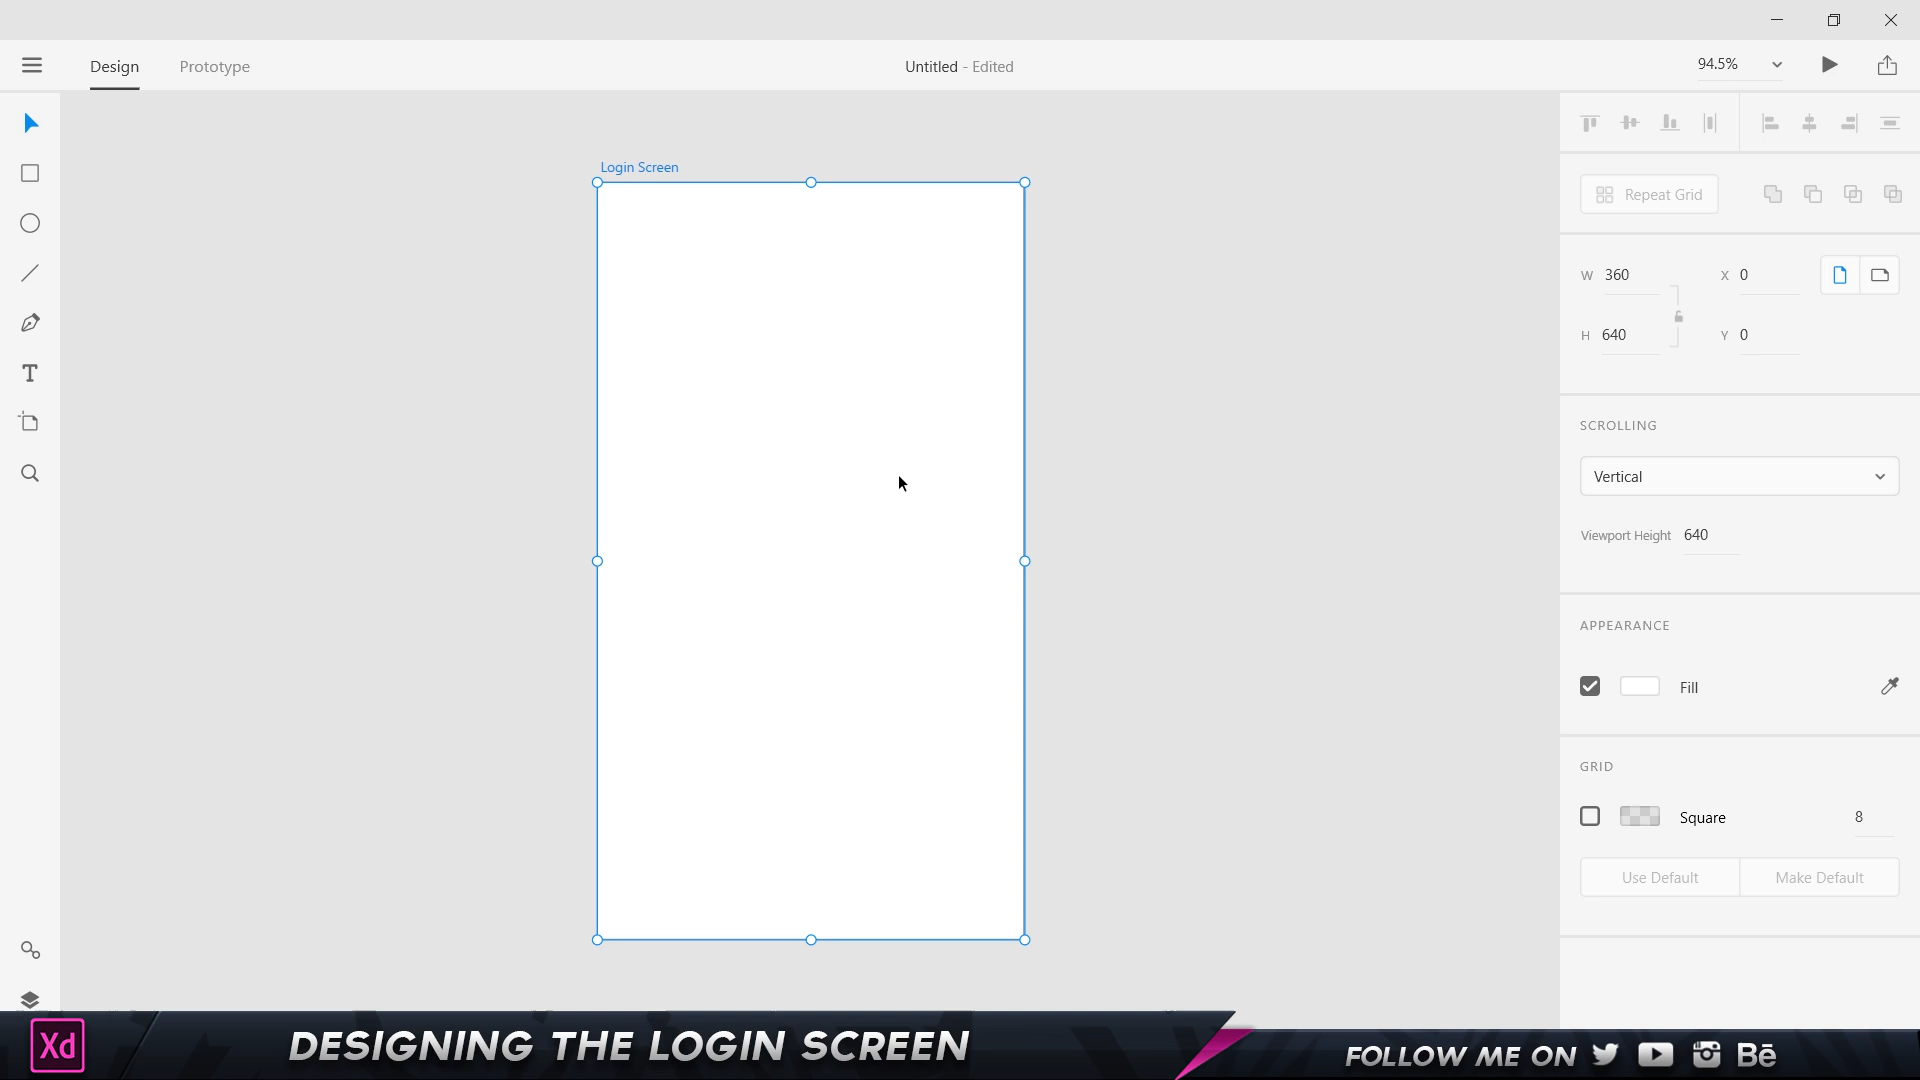 Design
Prototype
Untitled - Edited
94.5%
Login Screen
Repeat Grid
W 360
X 0
H 640
Y 0
SCROLLING
Vertical
Viewport Height 640
APPEARANCE
Fill
GRID
Square
8
Use Default
Make Default
Xd
DESIGNING THE LOGIN SCREEN
FOLLOW ME ON
Bē